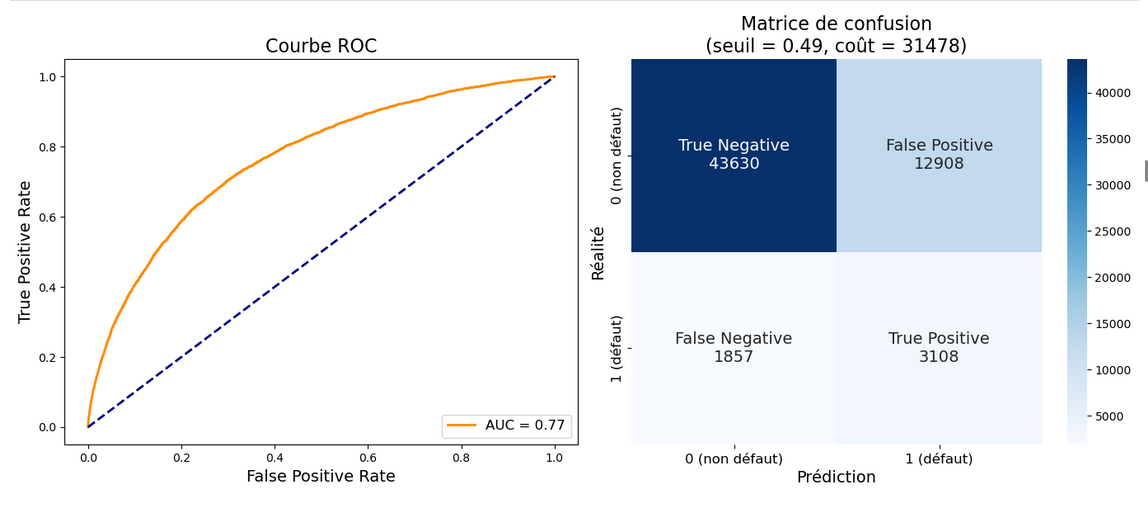 Courbe ROC
True Positive Rate
1.0
0.8
0.6
0.4
0.2
0.0
0.0
0.2
0.4
0.6
0.8
1.0
False Positive Rate
AUC = 0.77
Matrice de confusion
(seuil = 0.49, coût = 31478)
Réalité
0 (non défaut)
1 (défaut)
True Negative
43630
False Positive
12908
False Negative
1857
True Positive
3108
0 (non défaut)
1 (défaut)
Prédiction
40000
35000
30000
25000
20000
15000
10000
5000